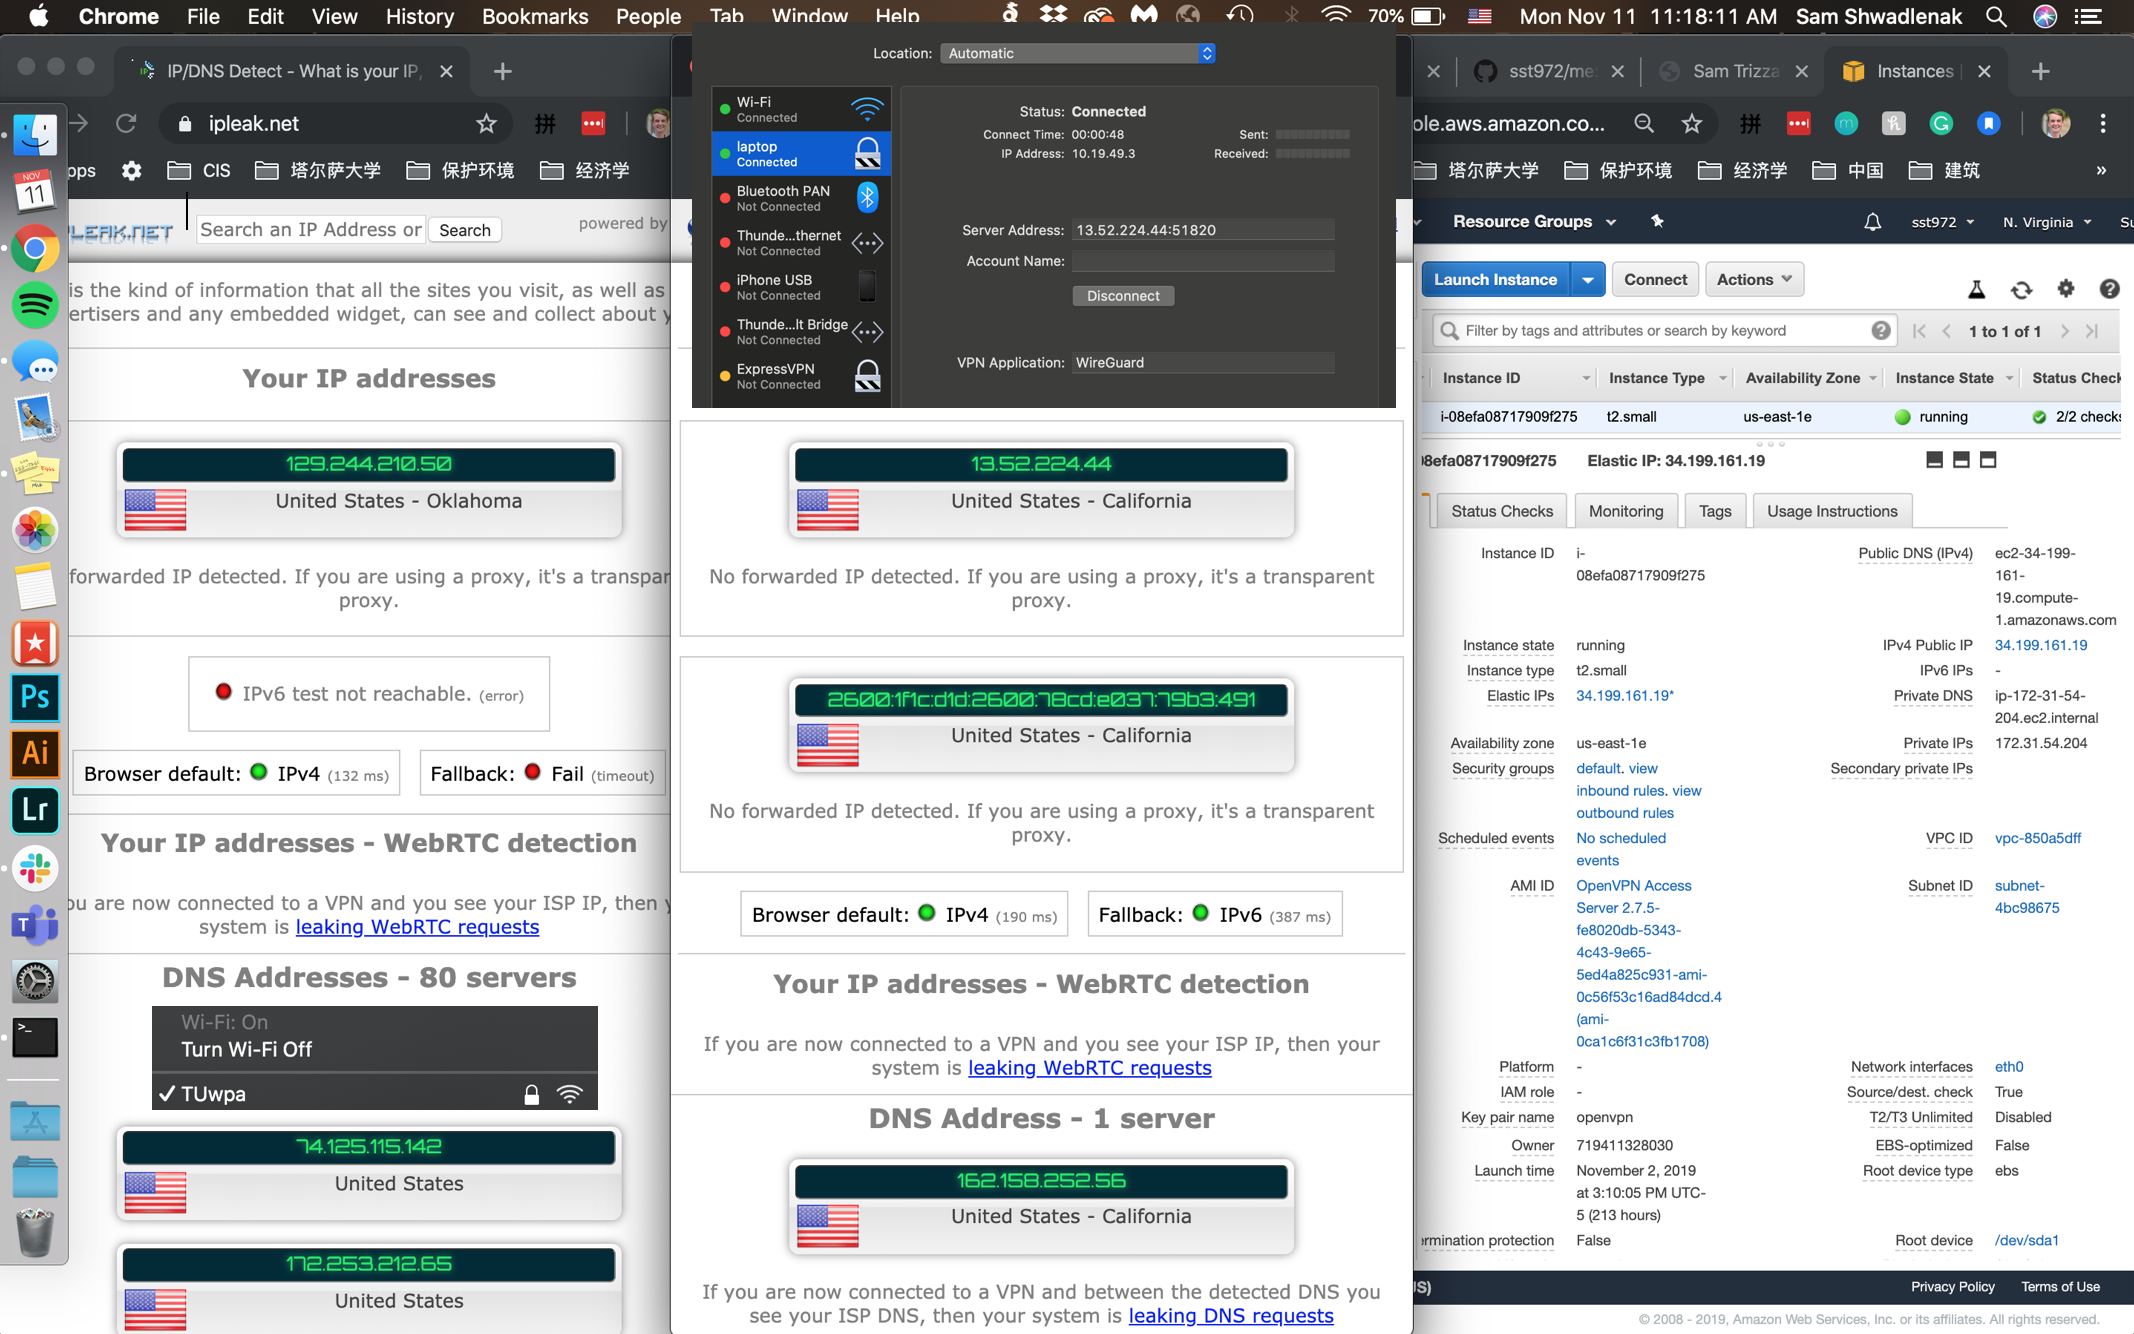 Chrome File Edit View History Bookmarks People Tab Window Help
70% Mon Nov 11 11:18:11 AM Sam Shwadlenak
IP/DNS Detect - What is your IP,
ipleak.net
CIS 塔尔萨大学 保护环境 经济学
NOV
11
LEAK.NET
Search an IP Address or
Search
powered by
is the kind of information that all the sites you visit, as well as
ertisers and any embedded widget, can see and collect about y
Your IP addresses
129.244.210.50
United States - Oklahoma
forwarded IP detected. If you are using a proxy, it's a transpar
proxy.
IPv6 test not reachable. (error)
Browser default: IPv4 (132 ms)
Fallback: Fail (timeout)
Your IP addresses - WebRTC detection
ou are now connected to a VPN and you see your ISP IP, then y
system is leaking WebRTC requests
DNS Addresses - 80 servers
Wi-Fi: On
Turn Wi-Fi Off
✓ TUwpa
74.125.115.142
United States
172.253.212.65
United States
Ps
Ai
Lr
Location: Automatic
Wi-Fi
Connected
laptop
Connected
Bluetooth PAN
Not Connected
Thunde...thernet
Not Connected
iPhone USB
Not Connected
Thunde...lt Bridge
Not Connected
ExpressVPN
Not Connected
Status: Connected
Connect Time: 00:00:48
Sent:
IP Address: 10.19.49.3
Received:
Server Address: 13.52.224.44:51820
Account Name:
Disconnect
VPN Application: WireGuard
13.52.224.44
United States - California
No forwarded IP detected. If you are using a proxy, it's a transparent
proxy.
2600:1f1c:d1d:2600:78cd:e037:79b3:491
United States - California
No forwarded IP detected. If you are using a proxy, it's a transparent
proxy.
Browser default: IPv4 (190 ms)
Fallback: IPv6 (387 ms)
Your IP addresses - WebRTC detection
If you are now connected to a VPN and you see your ISP IP, then your
system is leaking WebRTC requests
DNS Address - 1 server
162.158.252.56
United States - California
If you are now connected to a VPN and between the detected DNS you
see your ISP DNS, then your system is leaking DNS requests
sst972/me: Sam Trizza Instances
ole.aws.amazon.co...
塔尔萨大学 保护环境 经济学 中国 建筑 »
Resource Groups sst972 N. Virginia Su
Launch Instance Connect Actions
Filter by tags and attributes or search by keyword
1 to 1 of 1
Instance ID Instance Type Availability Zone Instance State Status Check
i-08efa08717909f275 t2.small us-east-1e running 2/2 checks
08efa08717909f275 Elastic IP: 34.199.161.19
Status Checks Monitoring Tags Usage Instructions
Instance ID i-
08efa08717909f275
Instance state running
Instance type t2.small
Elastic IPs 34.199.161.19*
Availability zone us-east-1e
Security groups default. view
inbound rules. view
outbound rules
Scheduled events No scheduled
events
AMI ID OpenVPN Access
Server 2.7.5-
fe8020db-5343-
4c43-9e65-
5ed4a825c931-ami-
0c56f53c16ad84dcd.4
(ami-
0ca1c6f31c3fb1708)
Platform -
IAM role -
Key pair name openvpn
Owner 719411328030
Launch time November 2, 2019
at 3:10:05 PM UTC-
5 (213 hours)
rmination protection False
Public DNS (IPv4) ec2-34-199-
161-
19.compute-
1.amazonaws.com
IPv4 Public IP 34.199.161.19
IPv6 IPs -
Private DNS ip-172-31-54-
204.ec2.internal
Private IPs 172.31.54.204
Secondary private IPs
VPC ID vpc-850a5dff
Subnet ID subnet-
4bc98675
Network interfaces eth0
Source/dest. check True
T2/T3 Unlimited Disabled
EBS-optimized False
Root device type ebs
Root device /dev/sda1
US)
Privacy Policy Terms of Use
© 2008 - 2019, Amazon Web Services, Inc. or its affiliates. All rights reserved.